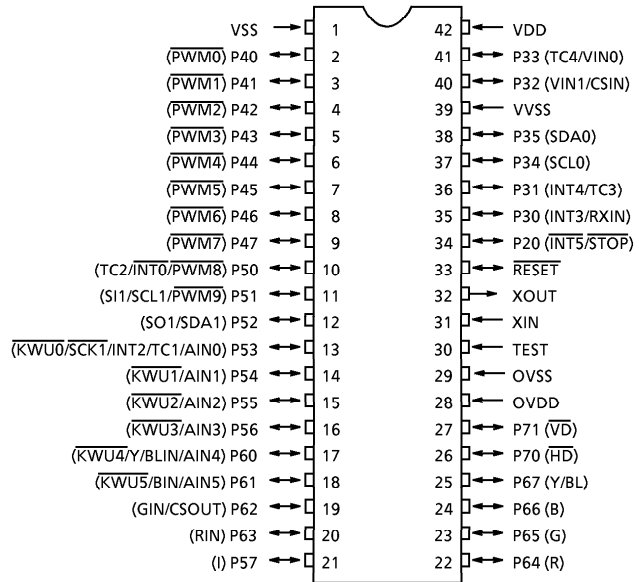 VSS 1 42 VDD
(PWM0) P40 2 41 P33 (TC4/VIN0)
(PWM1) P41 3 40 P32 (VIN1/CSIN)
(PWM2) P42 4 39 VVSS
(PWM3) P43 5 38 P35 (SDA0)
(PWM4) P44 6 37 P34 (SCL0)
(PWM5) P45 7 36 P31 (INT4/TC3)
(PWM6) P46 8 35 P30 (INT3/RXIN)
(PWM7) P47 9 34 P20 (INT5/STOP)
(TC2/INT0/PWM8) P50 10 33 RESET
(SI1/SCL1/PWM9) P51 11 32 XOUT
(SO1/SDA1) P52 12 31 XIN
(KWU0/SCK1/INT2/TC1/AIN0) P53 13 30 TEST
(KWU1/AIN1) P54 14 29 OVSS
(KWU2/AIN2) P55 15 28 OVDD
(KWU3/AIN3) P56 16 27 P71 (VD)
(KWU4/Y/BLIN/AIN4) P60 17 26 P70 (HD)
(KWU5/BIN/AIN5) P61 18 25 P67 (Y/BL)
(GIN/CSOUT) P62 19 24 P66 (B)
(RIN) P63 20 23 P65 (G)
(I) P57 21 22 P64 (R)